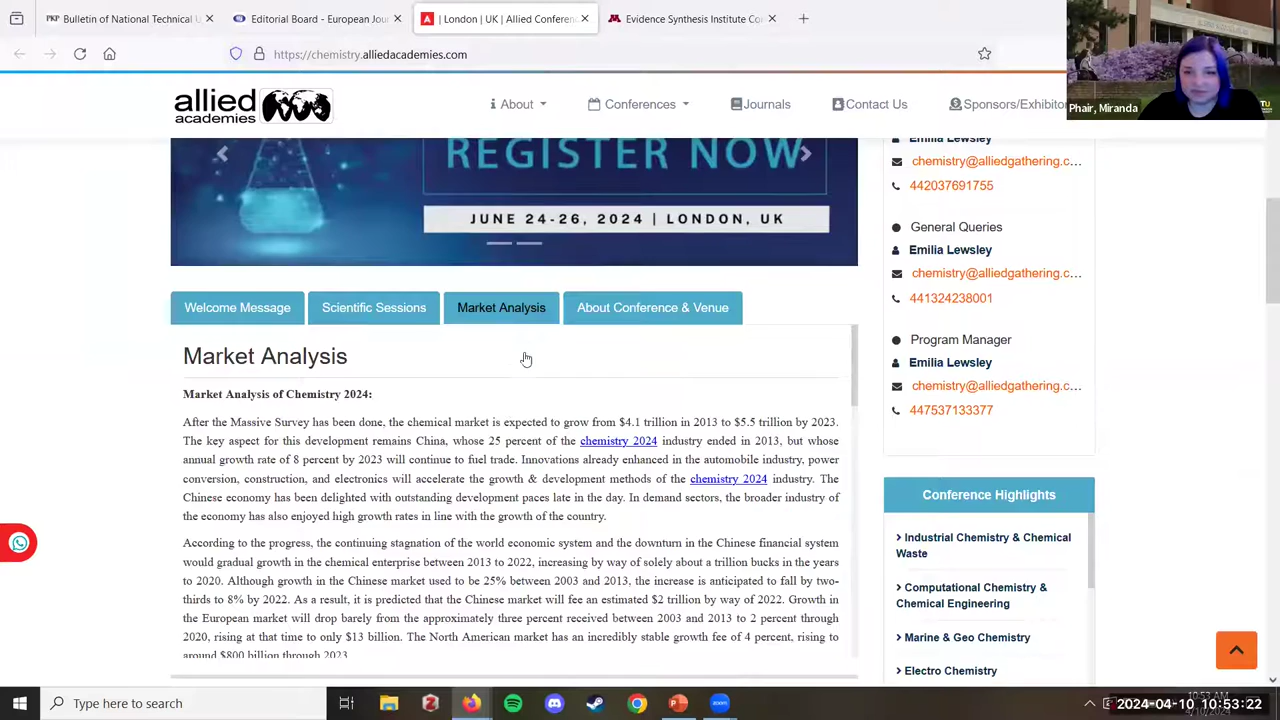 Bulletin of National Technical U
Editorial Board - European Jour
| London | UK | Allied Conferenc
Evidence Synthesis Institute Co
https://chemistry.alliedacademies.com
Phair, Miranda
TU
allied
academies
About
Conferences
Journals
Contact Us
Sponsors/Exhibitor
REGISTER NOW
JUNE 24-26, 2024 | LONDON, UK
Emilia Lewsley
chemistry@alliedgathering.c...
442037691755
General Queries
Emilia Lewsley
chemistry@alliedgathering.c...
441324238001
Program Manager
Emilia Lewsley
chemistry@alliedgathering.c...
447537133377
Welcome Message
Scientific Sessions
Market Analysis
About Conference & Venue
Market Analysis
Market Analysis of Chemistry 2024:
After the Massive Survey has been done, the chemical market is expected to grow from $4.1 trillion in 2013 to $5.5 trillion by 2023.
The key aspect for this development remains China, whose 25 percent of the chemistry 2024 industry ended in 2013, but whose
annual growth rate of 8 percent by 2023 will continue to fuel trade. Innovations already enhanced in the automobile industry, power
conversion, construction, and electronics will accelerate the growth & development methods of the chemistry 2024 industry. The
Chinese economy has been delighted with outstanding development paces late in the day. In demand sectors, the broader industry of
the economy has also enjoyed high growth rates in line with the growth of the country.
According to the progress, the continuing stagnation of the world economic system and the downturn in the Chinese financial system
would gradual growth in the chemical enterprise between 2013 to 2022, increasing by way of solely about a trillion bucks in the years
to 2020. Although growth in the Chinese market used to be 25% between 2003 and 2013, the increase is anticipated to fall by two-
thirds to 8% by 2022. As a result, it is predicted that the Chinese market will fee an estimated $2 trillion by way of 2022. Growth in
the European market will drop barely from the approximately three percent received between 2003 and 2013 to 2 percent through
2020, rising at that time to only $13 billion. The North American market has an incredibly stable growth fee of 4 percent, rising to
around $800 billion through 2023
Conference Highlights
Industrial Chemistry & Chemical
Waste
Computational Chemistry &
Chemical Engineering
Marine & Geo Chemistry
Electro Chemistry
Type here to search
zoom
10:53 AM
4/10/2024
2024-04-10 10:53:22